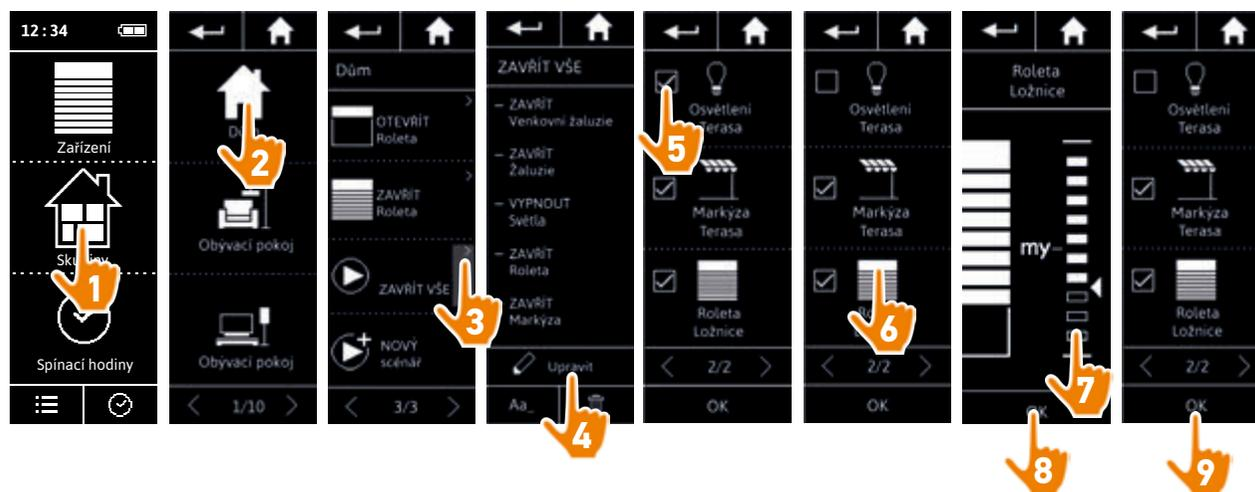 12:34
Zařízení
1
Spínací hodiny
2
Obývací pokoj
Obývací pokoj
1/10
Dům
OTEVŘÍT
Roleta
ZAVŘÍT
Roleta
ZAVŘÍT VŠE
3
NOVÝ
scénář
3/3
ZAVŘÍT VŠE
– ZAVŘÍT
Venkovní žaluzie
– ZAVŘÍT
Žaluzie
– VYPNOUT
Světla
– ZAVŘÍT
Roleta
– ZAVŘÍT
Markýza
Upravit
Aa_
4
Osvětlení
Terasa
5
Markýza
Terasa
Roleta
Ložnice
2/2
OK
Osvětlení
Terasa
Markýza
Terasa
6
Ložnice
2/2
OK
Roleta
Ložnice
my
7
OK
8
Osvětlení
Terasa
Markýza
Terasa
Roleta
Ložnice
2/2
OK
9